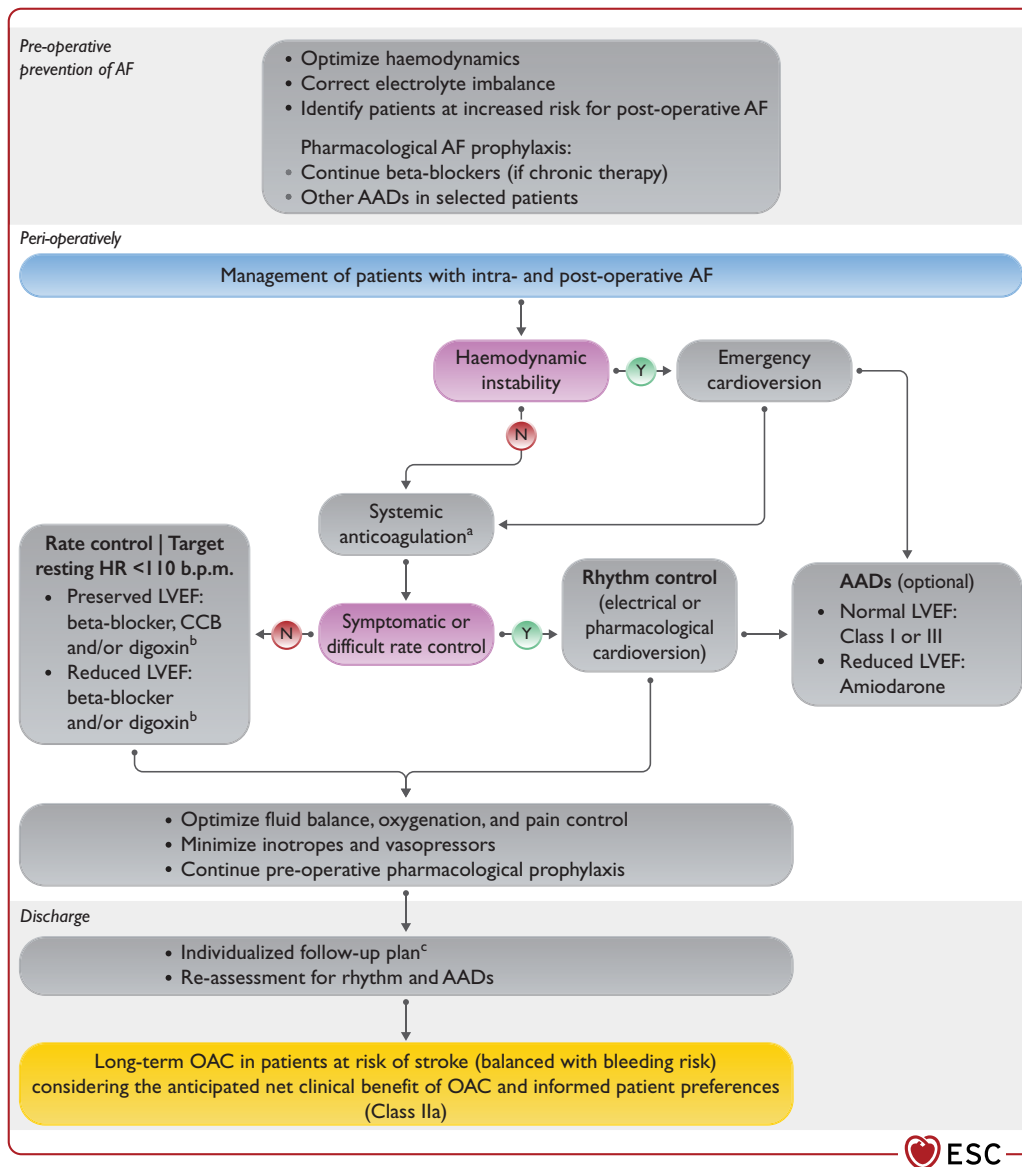 Pre-operative
prevention of AF
• Optimize haemodynamics
• Correct electrolyte imbalance
• Identify patients at increased risk for post-operative AF
Pharmacological AF prophylaxis:
• Continue beta-blockers (if chronic therapy)
• Other AADs in selected patients
Peri-operatively
Management of patients with intra- and post-operative AF
Haemodynamic
instability
Y
Emergency
cardioversion
N
Systemic
anticoagulationᵃ
Rate control | Target
resting HR <110 b.p.m.
• Preserved LVEF:
beta-blocker, CCB
and/or digoxinᵇ
• Reduced LVEF:
beta-blocker
and/or digoxinᵇ
N
Symptomatic or
difficult rate control
Y
Rhythm control
(electrical or
pharmacological
cardioversion)
AADs (optional)
• Normal LVEF:
Class I or III
• Reduced LVEF:
Amiodarone
• Optimize fluid balance, oxygenation, and pain control
• Minimize inotropes and vasopressors
• Continue pre-operative pharmacological prophylaxis
Discharge
• Individualized follow-up planᶜ
• Re-assessment for rhythm and AADs
Long-term OAC in patients at risk of stroke (balanced with bleeding risk)
considering the anticipated net clinical benefit of OAC and informed patient preferences
(Class IIa)
ESC